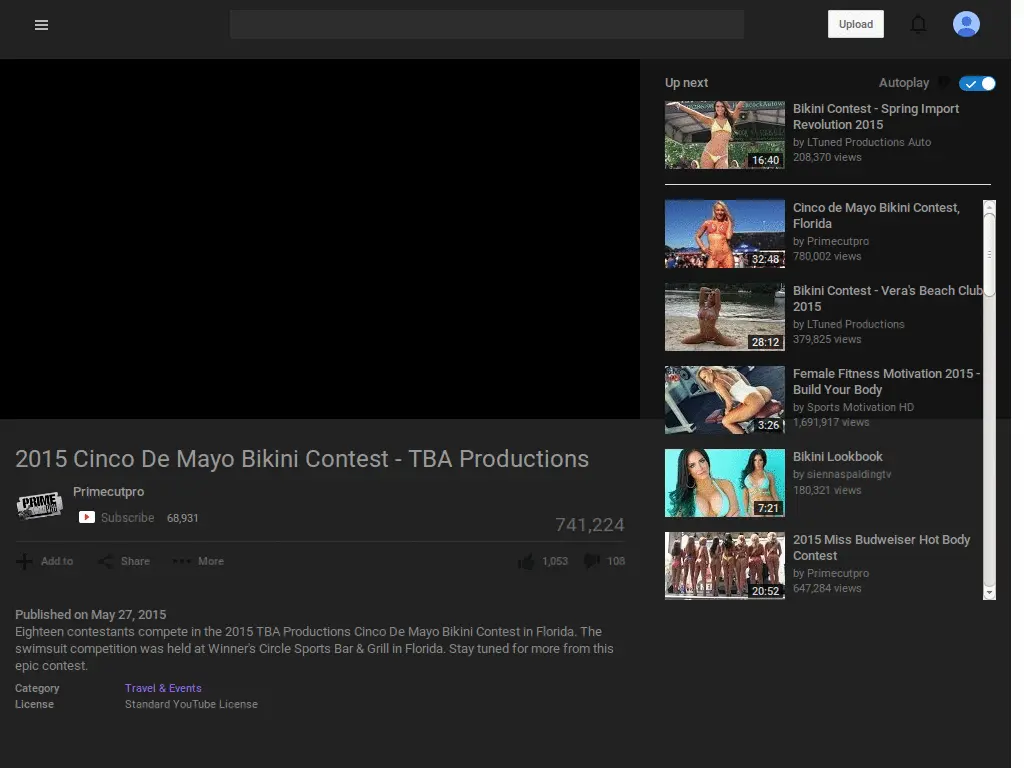 Upload
Up next
Autoplay
Bikini Contest - Spring Import
Revolution 2015
by LTuned Productions Auto
208,370 views
16:40
Cinco de Mayo Bikini Contest,
Florida
by Primecutpro
780,002 views
32:48
Bikini Contest - Vera's Beach Club
2015
by LTuned Productions
379,825 views
28:12
Female Fitness Motivation 2015 -
Build Your Body
by Sports Motivation HD
1,691,917 views
3:26
Bikini Lookbook
by siennaspaldingtv
180,321 views
7:21
2015 Miss Budweiser Hot Body
Contest
by Primecutpro
647,284 views
20:52
2015 Cinco De Mayo Bikini Contest - TBA Productions
PRIME
Primecutpro
Subscribe 68,931
741,224
Add to Share More 1,053 108
Published on May 27, 2015
Eighteen contestants compete in the 2015 TBA Productions Cinco De Mayo Bikini Contest in Florida. The
swimsuit competition was held at Winner's Circle Sports Bar & Grill in Florida. Stay tuned for more from this
epic contest.
Category Travel & Events
License Standard YouTube License